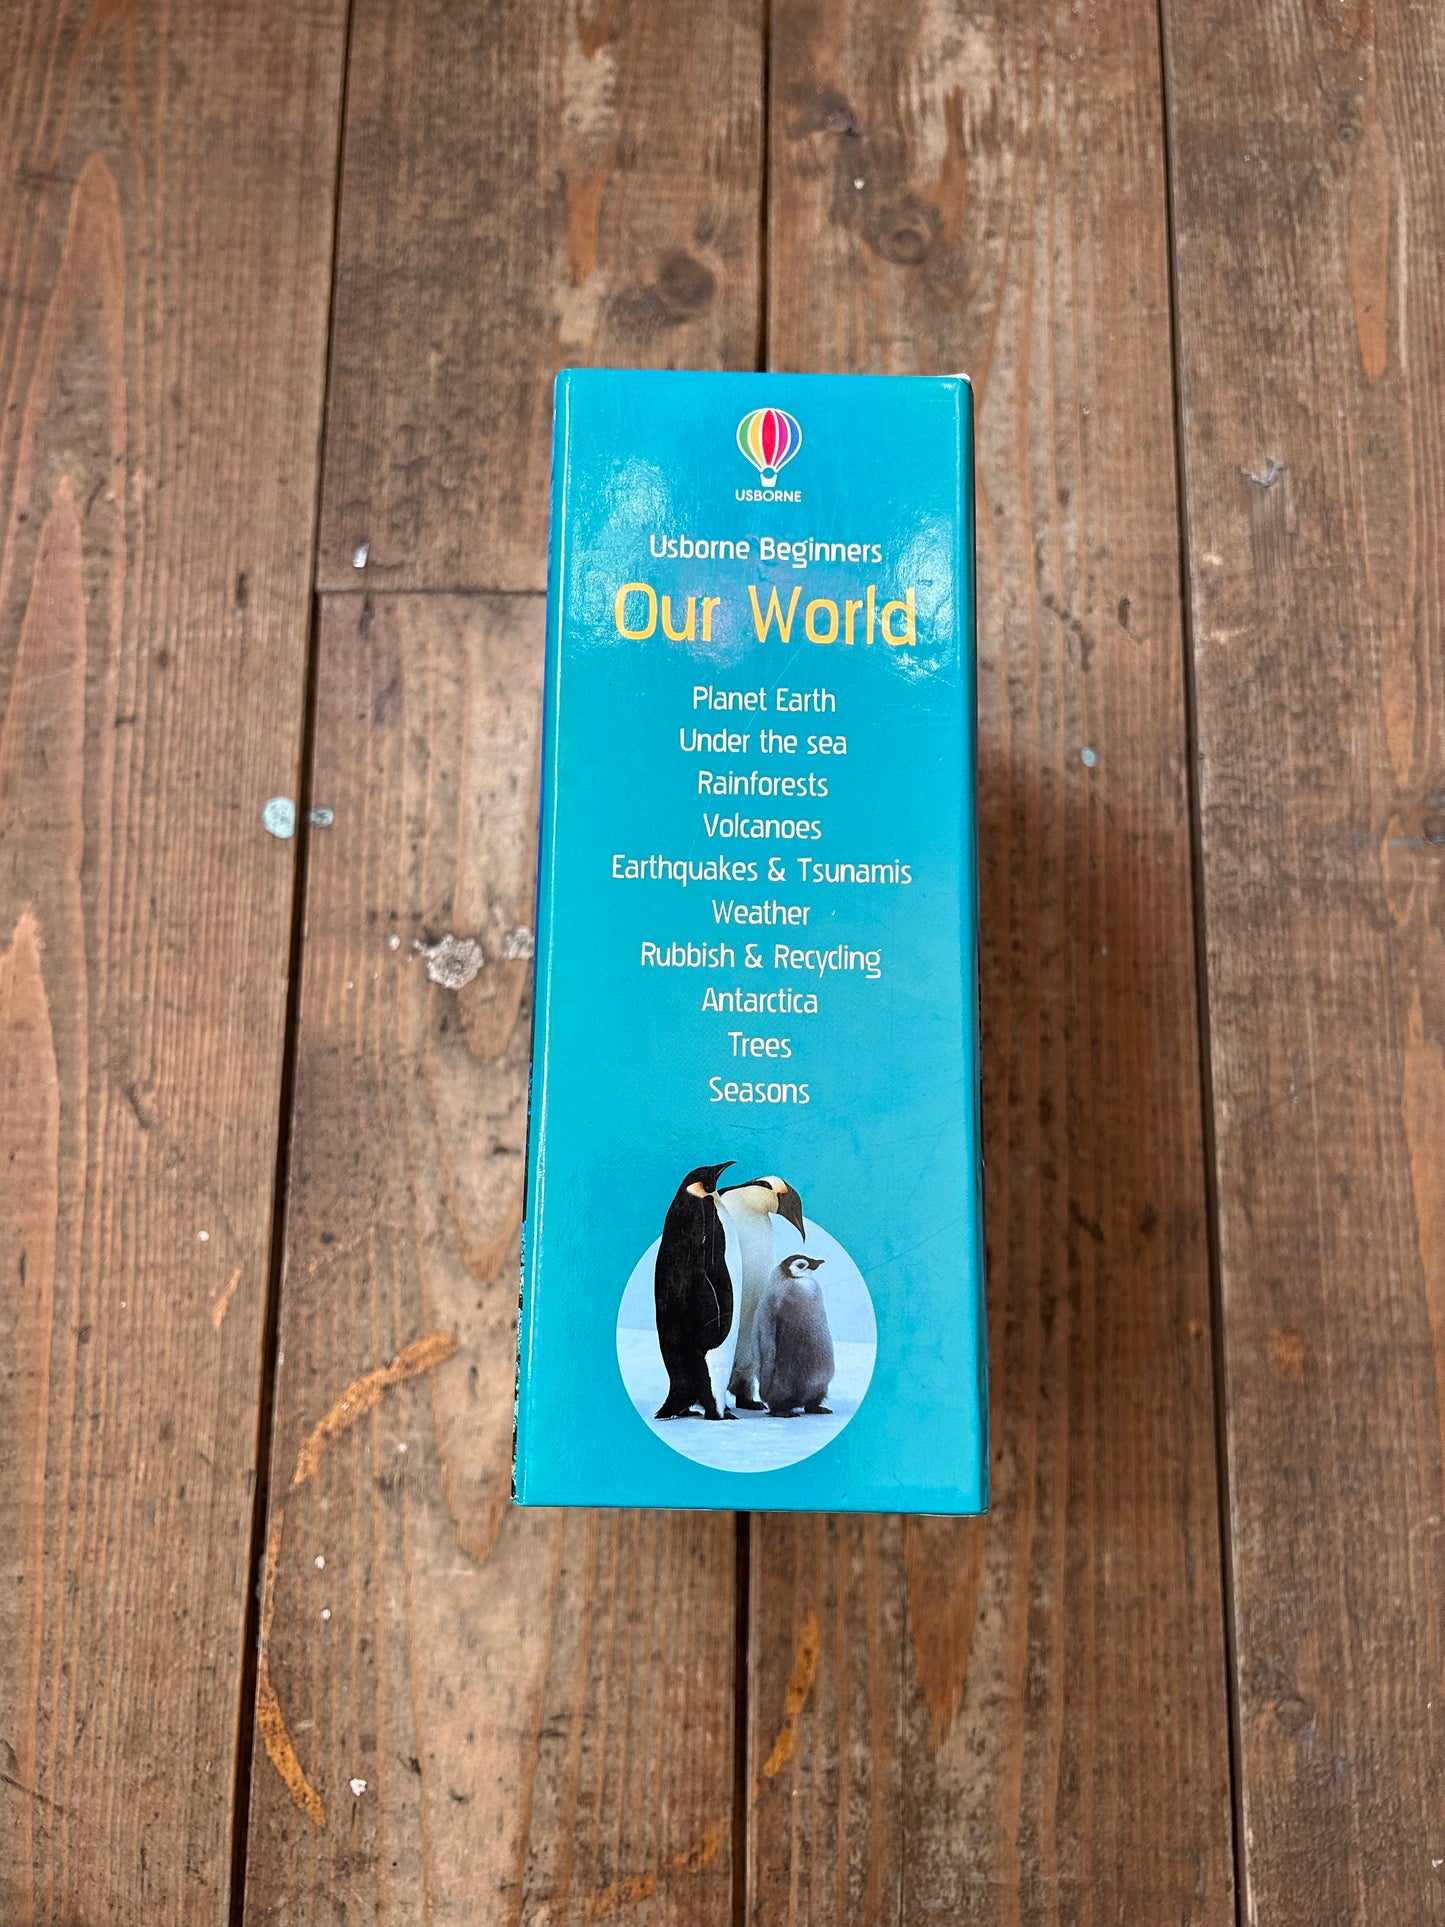 USBORNE
Usborne Beginners
Our World
Planet Earth
Under the sea
Rainforests
Volcanoes
Earthquakes & Tsunamis
Weather
Rubbish & Recycling
Antarctica
Trees
Seasons